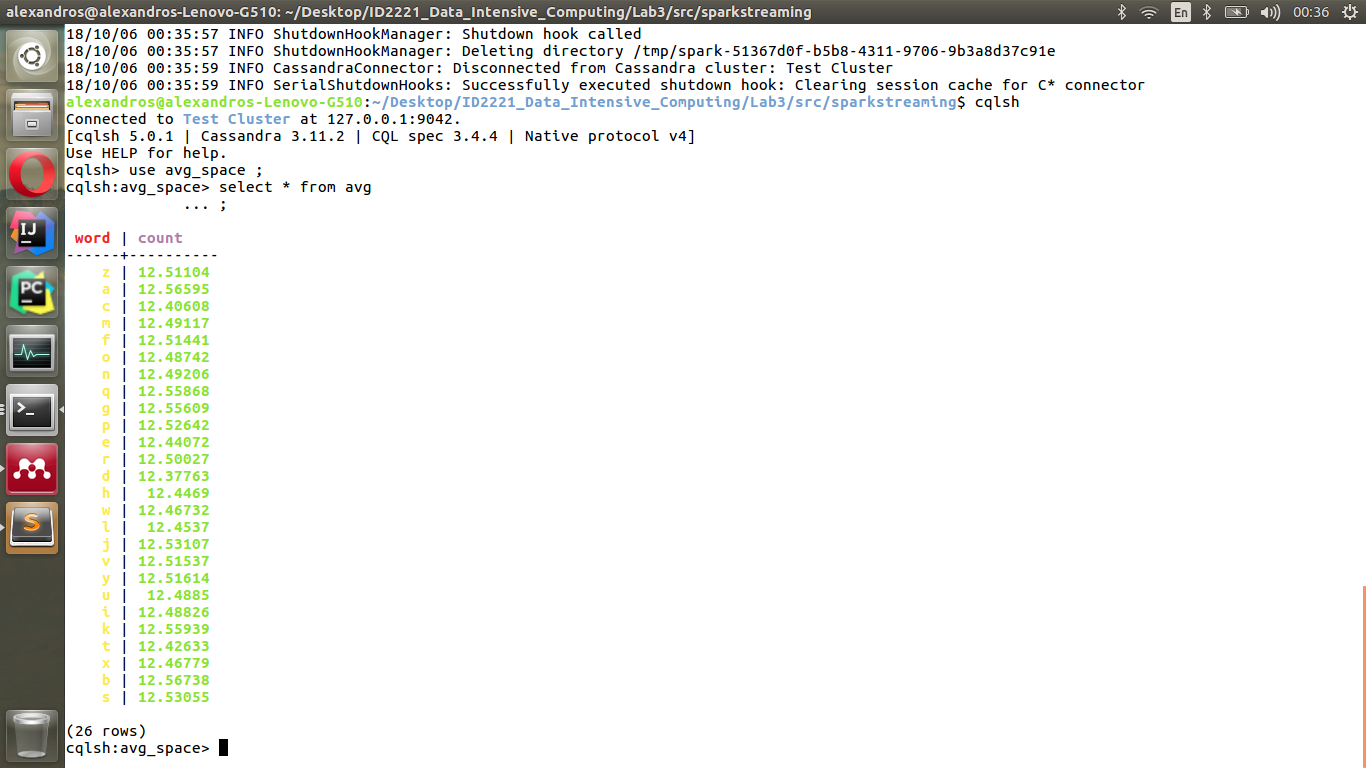 alexandros@alexandros-Lenovo-G510: ~/Desktop/ID2221_Data_Intensive_Computing/Lab3/src/sparkstreaming En 00:36
18/10/06 00:35:57 INFO ShutdownHookManager: Shutdown hook called
18/10/06 00:35:57 INFO ShutdownHookManager: Deleting directory /tmp/spark-51367d0f-b5b8-4311-9706-9b3a8d37c91e
18/10/06 00:35:59 INFO CassandraConnector: Disconnected from Cassandra cluster: Test Cluster
18/10/06 00:35:59 INFO SerialShutdownHooks: Successfully executed shutdown hook: Clearing session cache for C* connector
alexandros@alexandros-Lenovo-G510:~/Desktop/ID2221_Data_Intensive_Computing/Lab3/src/sparkstreaming$ cqlsh
Connected to Test Cluster at 127.0.0.1:9042.
[cqlsh 5.0.1 | Cassandra 3.11.2 | CQL spec 3.4.4 | Native protocol v4]
Use HELP for help.
cqlsh> use avg_space ;
cqlsh:avg_space> select * from avg
             ... ;
 word | count
------+----------
    z | 12.51104
    a | 12.56595
    c | 12.40608
    m | 12.49117
    f | 12.51441
    o | 12.48742
    n | 12.49206
    q | 12.55868
    g | 12.55609
    p | 12.52642
    e | 12.44072
    r | 12.50027
    d | 12.37763
    h |  12.4469
    w | 12.46732
    l |  12.4537
    j | 12.53107
    v | 12.51537
    y | 12.51614
    u |  12.4885
    i | 12.48826
    k | 12.55939
    t | 12.42633
    x | 12.46779
    b | 12.56738
    s | 12.53055
(26 rows)
cqlsh:avg_space>
IJ
PC
>_
S